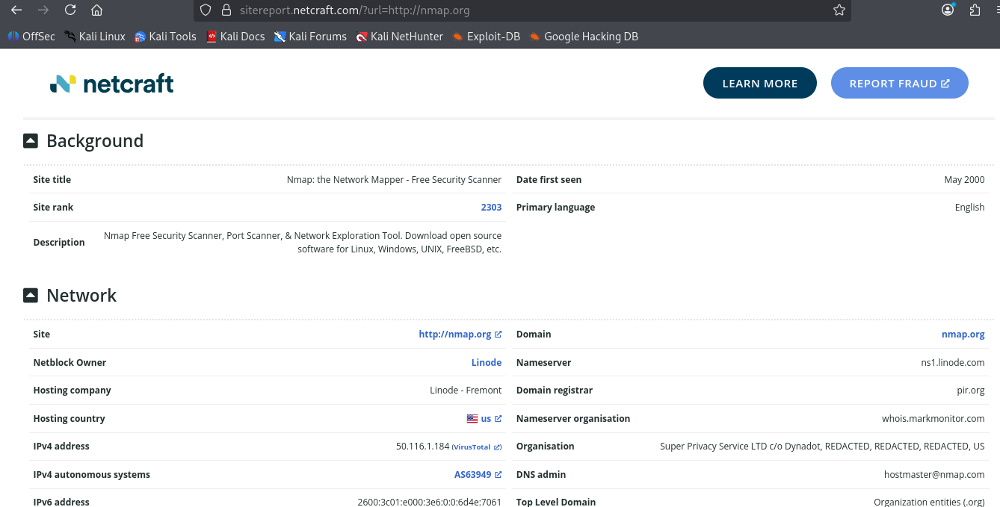 sitereport.netcraft.com/?url=http://nmap.org
OffSec Kali Linux Kali Tools Kali Docs Kali Forums Kali NetHunter Exploit-DB Google Hacking DB
netcraft LEARN MORE REPORT FRAUD
Background
Site title Nmap: the Network Mapper - Free Security Scanner Date first seen May 2000
Site rank 2303 Primary language English
Description Nmap Free Security Scanner, Port Scanner, & Network Exploration Tool. Download open source
software for Linux, Windows, UNIX, FreeBSD, etc.
Network
Site http://nmap.org Domain nmap.org
Netblock Owner Linode Nameserver ns1.linode.com
Hosting company Linode - Fremont Domain registrar pir.org
Hosting country us Nameserver organisation whois.markmonitor.com
IPv4 address 50.116.1.184 (VirusTotal) Organisation Super Privacy Service LTD c/o Dynadot, REDACTED, REDACTED, REDACTED, US
IPv4 autonomous systems AS63949 DNS admin hostmaster@nmap.com
IPv6 address 2600:3c01:e000:3e6:0:0:6d4e:7061 Top Level Domain Organization entities (.org)